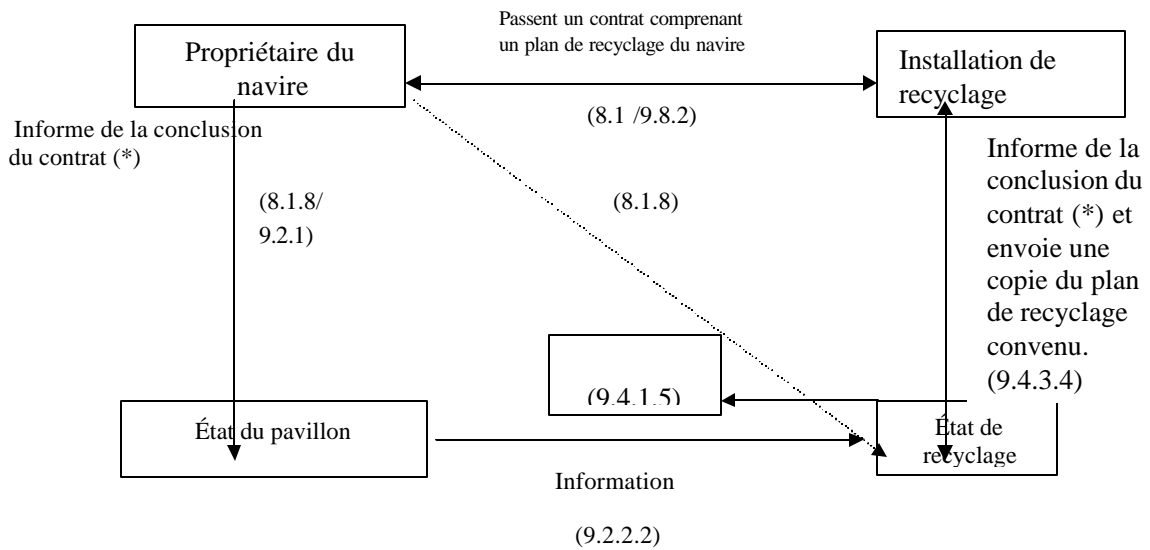 Passent un contrat comprenant
un plan de recyclage du navire
Propriétaire du
navire
Installation de
recyclage
(8.1 /9.8.2)
Informe de la conclusion
du contrat (*)
Informe de la
conclusion du
contrat (*) et
envoie une
copie du plan
de recyclage
convenu.
(9.4.3.4)
(8.1.8/
9.2.1)
(8.1.8)
(9.4.1.5)
État du pavillon
État de
recyclage
Information
(9.2.2.2)